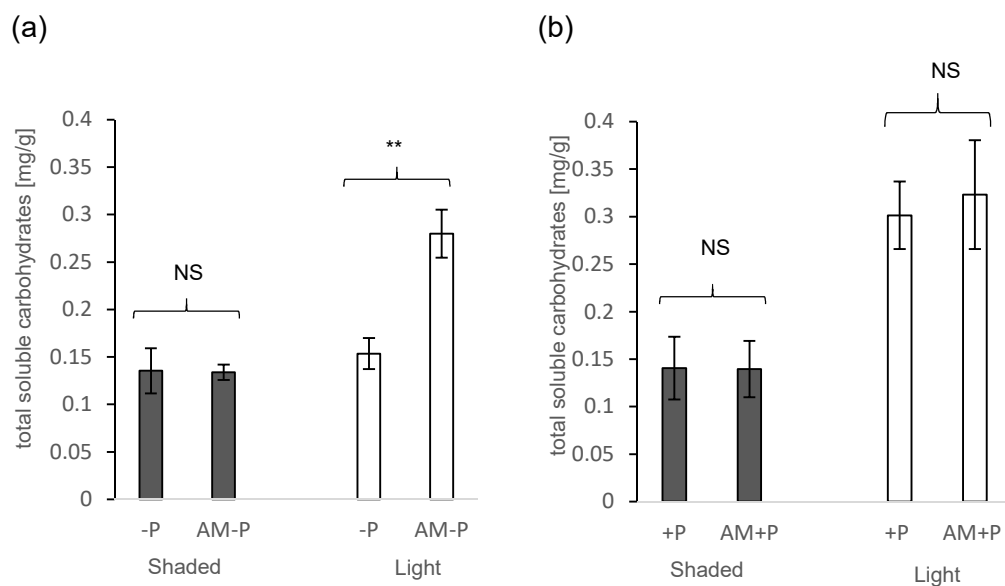 (a)
total soluble carbohydrates [mg/g]
0.4
0.35
0.3
0.25
0.2
0.15
0.1
0.05
0
NS
**
-P AM-P -P AM-P
Shaded Light
(b)
total soluble carbohydrates [mg/g]
0.4
0.35
0.3
0.25
0.2
0.15
0.1
0.05
0
NS
NS
+P AM+P +P AM+P
Shaded Light